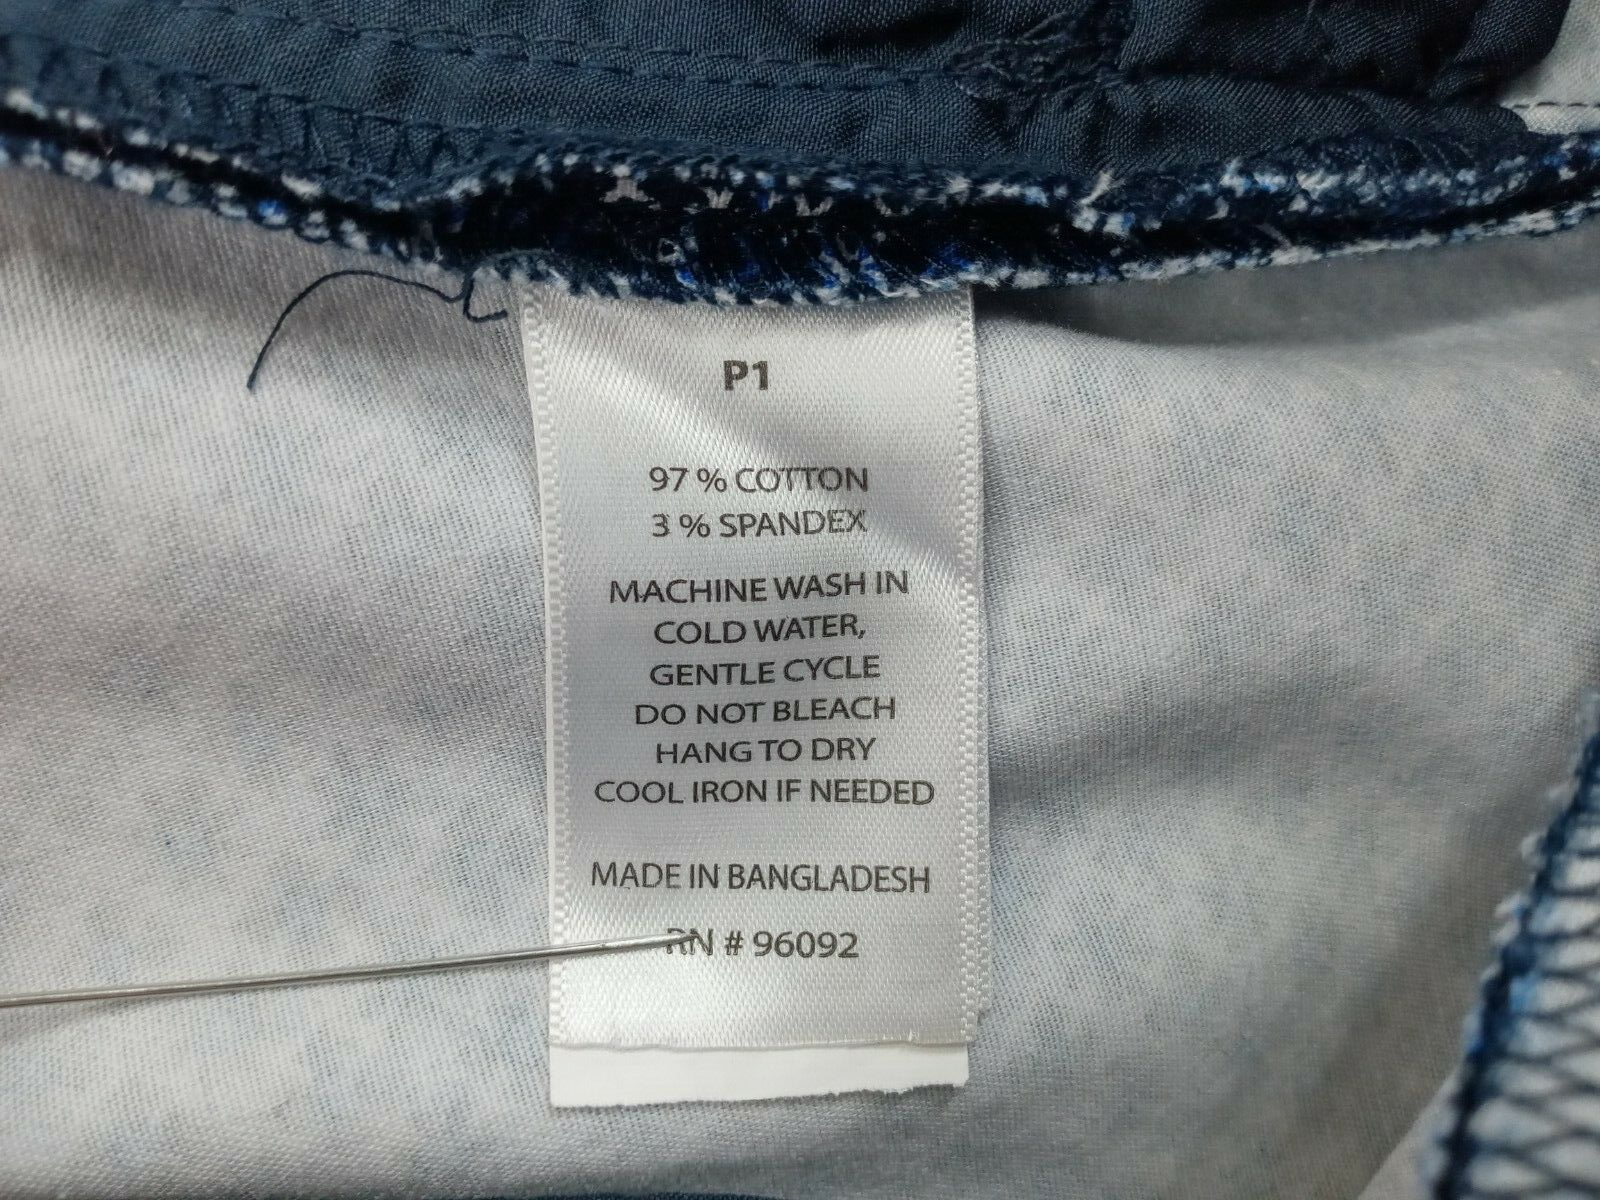 P1
97 % COTTON
3 % SPANDEX
MACHINE WASH IN
COLD WATER,
GENTLE CYCLE
DO NOT BLEACH
HANG TO DRY
COOL IRON IF NEEDED
MADE IN BANGLADESH
RN # 96092